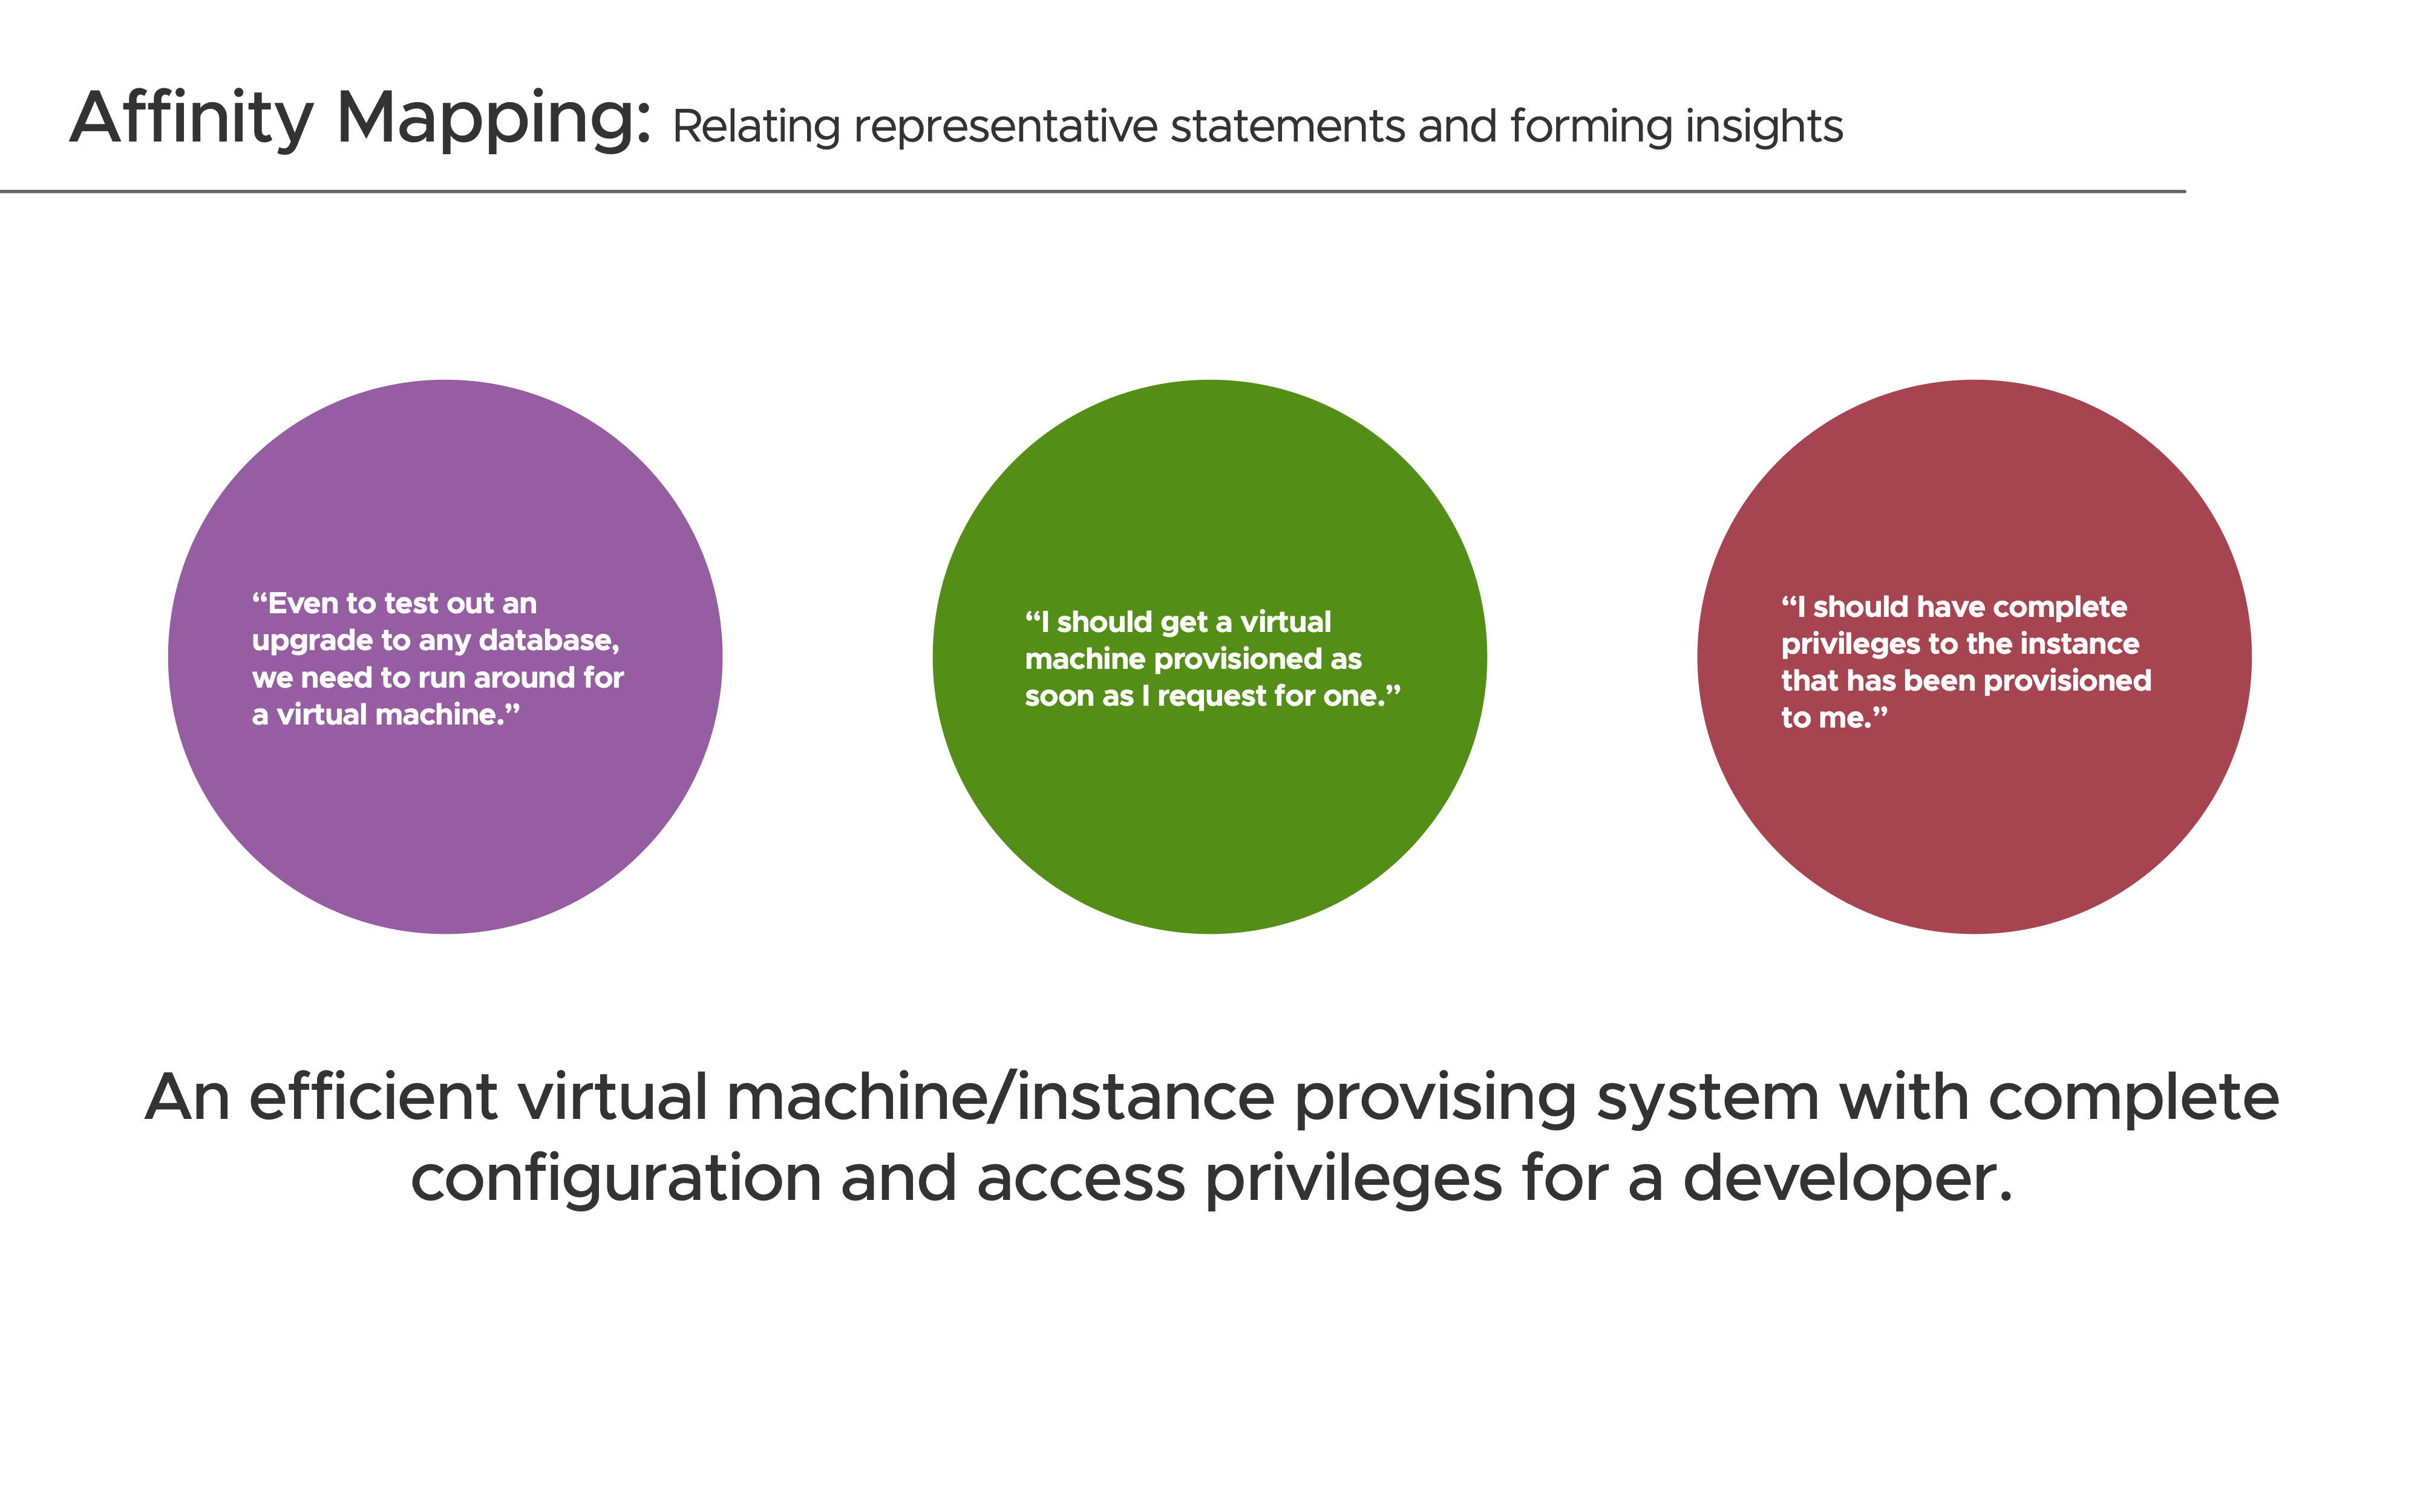 Affinity Mapping: Relating representative statements and forming insights
“Even to test out an
upgrade to any database,
we need to run around for
a virtual machine.”
“I should get a virtual
machine provisioned as
soon as I request for one.”
“I should have complete
privileges to the instance
that has been provisioned
to me.”
An efficient virtual machine/instance provising system with complete
configuration and access privileges for a developer.